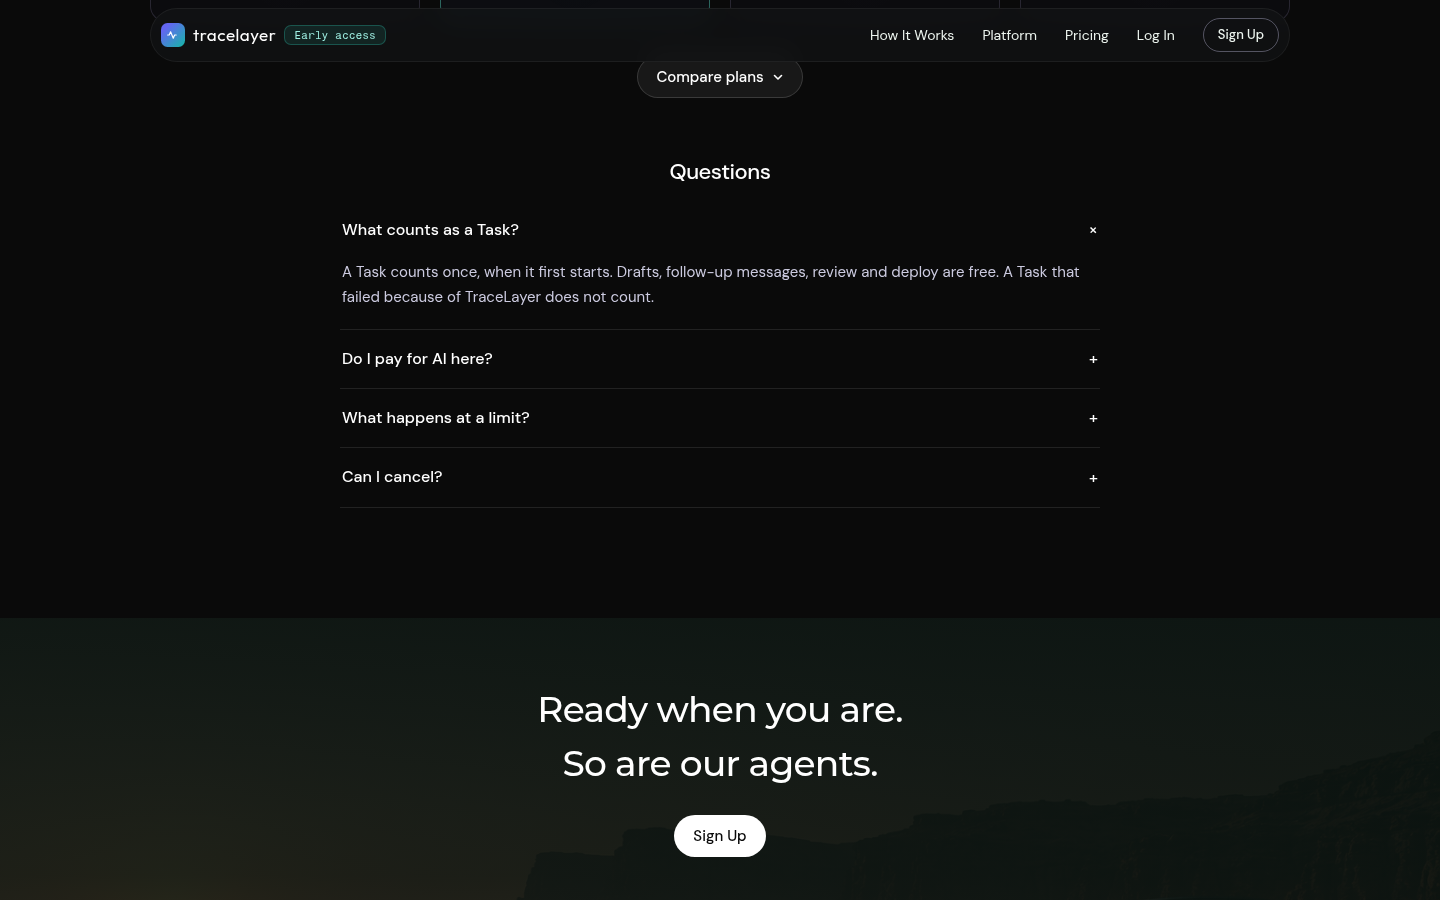 tracelayer
Early access
How It Works
Platform
Pricing
Log In
Sign Up
Compare plans
Questions
What counts as a Task?
A Task counts once, when it first starts. Drafts, follow-up messages, review and deploy are free. A Task that
failed because of TraceLayer does not count.
Do I pay for AI here?
What happens at a limit?
Can I cancel?
Ready when you are.
So are our agents.
Sign Up